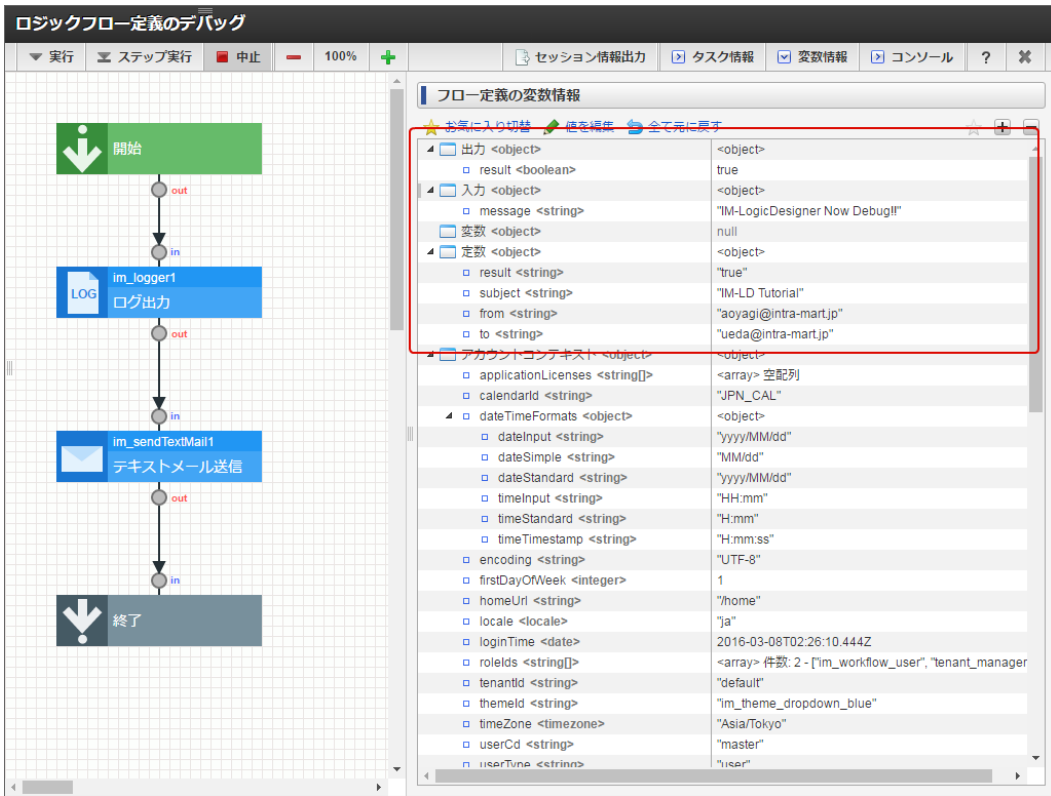 ロジックフロー定義のデバッグ
実行 ステップ実行 中止 100% セッション情報出力 タスク情報 変数情報 コンソール ?
開始
out
in
im_logger1
LOG
ログ出力
out
in
im_sendTextMail1
テキストメール送信
out
in
終了
フロー定義の変数情報
お気に入り切替 値を編集 全て元に戻す
出力 <object> <object>
result <boolean> true
入力 <object> <object>
message <string> "IM-LogicDesigner Now Debug!!"
変数 <object> null
定数 <object> <object>
result <string> "true"
subject <string> "IM-LD Tutorial"
from <string> "aoyagi@intra-mart.jp"
to <string> "ueda@intra-mart.jp"
アカウントコンテキスト <object> <object>
applicationLicenses <string[]> <array> 空配列
calendarId <string> "JPN_CAL"
dateTimeFormats <object> <object>
dateInput <string> "yyyy/MM/dd"
dateSimple <string> "MM/dd"
dateStandard <string> "yyyy/MM/dd"
timeInput <string> "HH:mm"
timeStandard <string> "H:mm"
timeTimestamp <string> "H:mm:ss"
encoding <string> "UTF-8"
firstDayOfWeek <integer> 1
homeUrl <string> "/home"
locale <locale> "ja"
loginTime <date> 2016-03-08T02:26:10.444Z
roleIds <string[]> <array> 件数: 2 - ["im_workflow_user", "tenant_manager
tenantId <string> "default"
themeId <string> "im_theme_dropdown_blue"
timeZone <timezone> "Asia/Tokyo"
userCd <string> "master"
userType <string> "user"